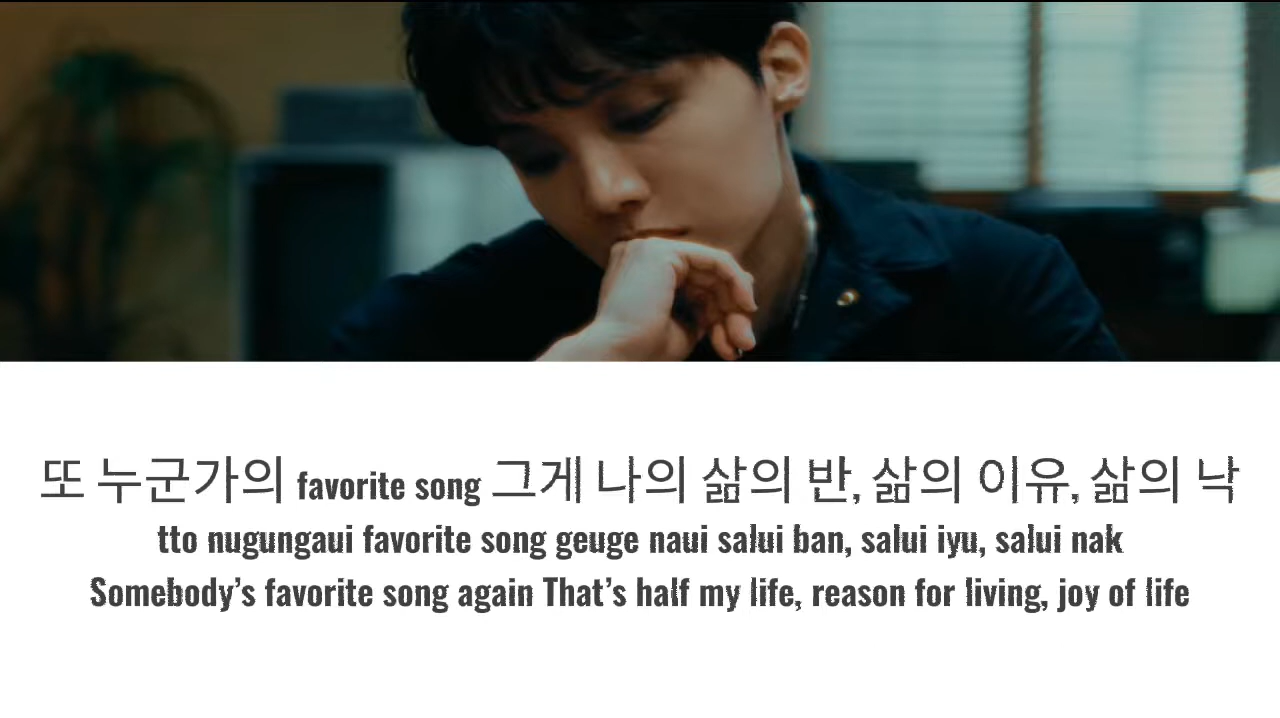 또 누군가의 favorite song 그게 나의 삶의 반, 삶의 이유, 삶의 낙
tto nugungaui favorite song geuge naui salui ban, salui iyu, salui nak
Somebody’s favorite song again That’s half my life, reason for living, joy of life